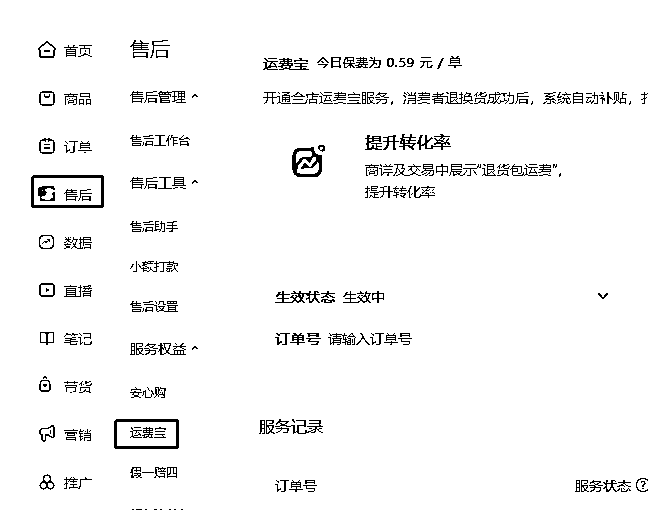 首页
商品
订单
售后
数据
直播
笔记
带货
营销
推广
售后
售后管理
售后工作台
售后工具
售后助手
小额打款
售后设置
服务权益
安心购
运费宝
假一赔四
运费宝 今日保费为 0.59 元 / 单
开通全店运费宝服务，消费者退换货成功后，系统自动补贴，
提升转化率
商详及交易中展示“退货包运费”，
提升转化率
生效状态 生效中
订单号 请输入订单号
服务记录
订单号 服务状态